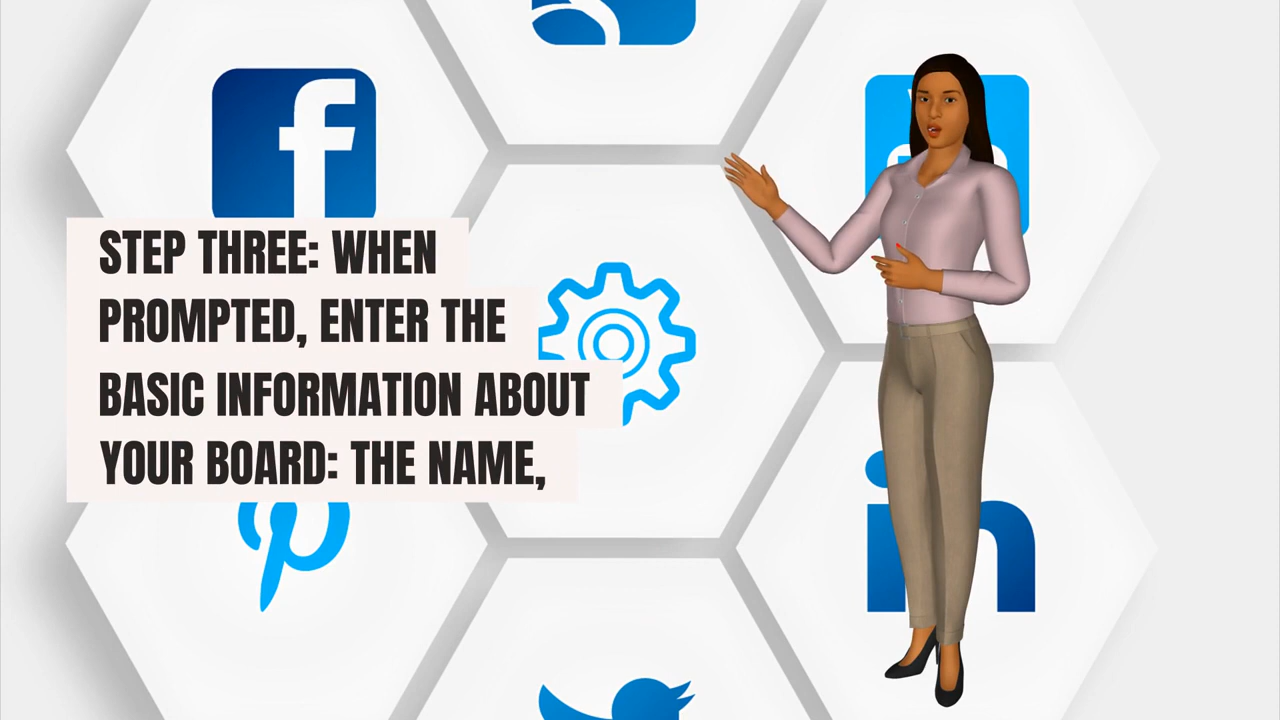 STEP THREE: WHEN
PROMPTED, ENTER THE
BASIC INFORMATION ABOUT
YOUR BOARD: THE NAME,